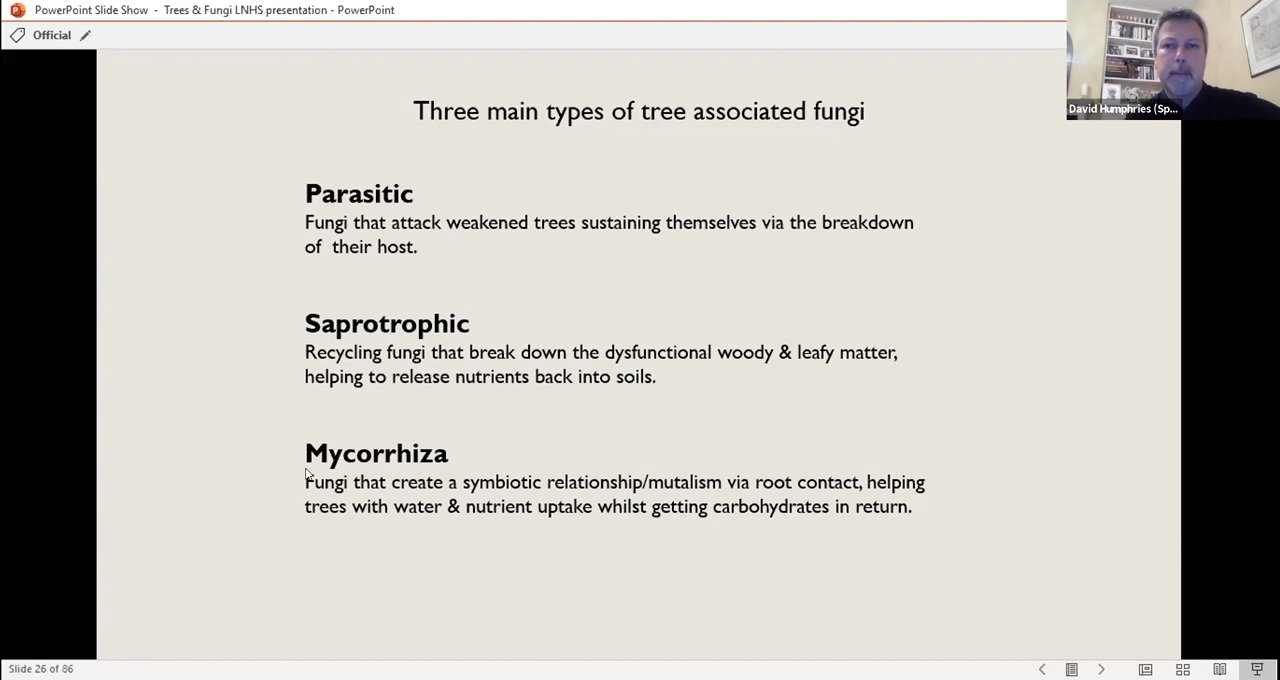 PowerPoint Slide Show - Trees & Fungi LNHS presentation - PowerPoint
Official
David Humphries (Sp...
Three main types of tree associated fungi
Parasitic
Fungi that attack weakened trees sustaining themselves via the breakdown
of their host.
Saprotrophic
Recycling fungi that break down the dysfunctional woody & leafy matter,
helping to release nutrients back into soils.
Mycorrhiza
Fungi that create a symbiotic relationship/mutalism via root contact, helping
trees with water & nutrient uptake whilst getting carbohydrates in return.
Slide 26 of 86